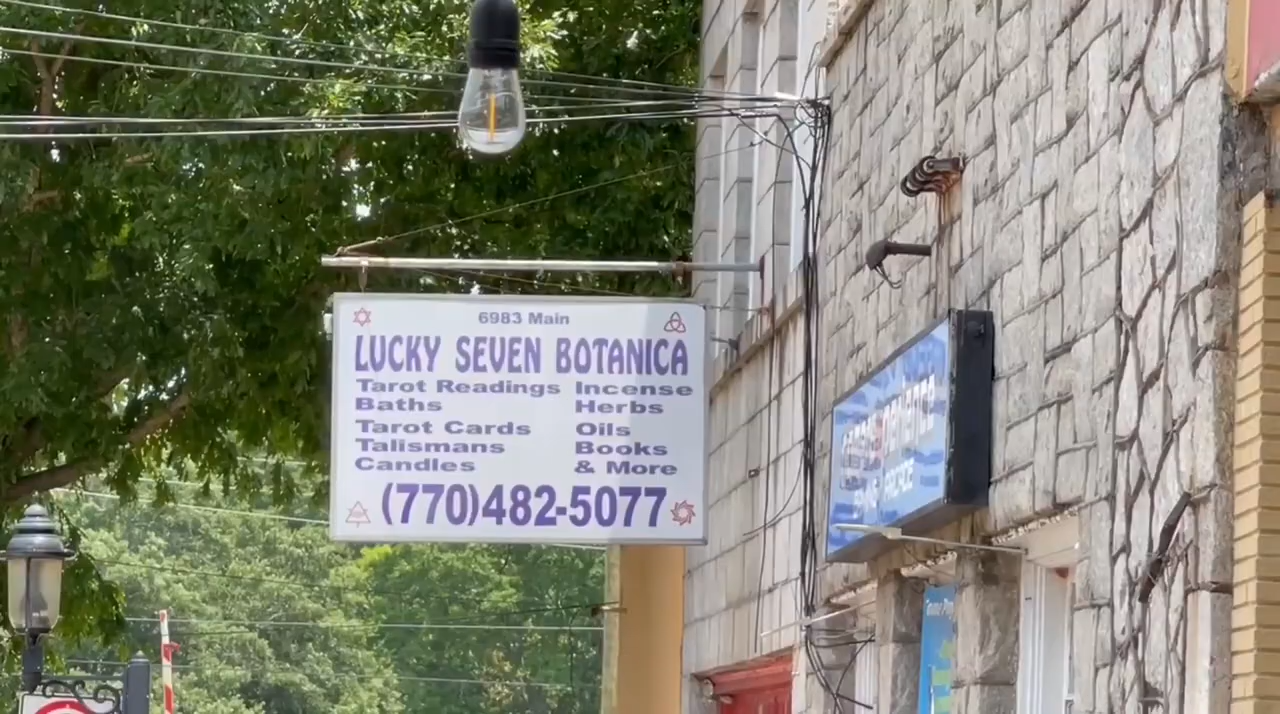 6983 Main
LUCKY SEVEN BOTANICA
Tarot Readings Incense
Baths Herbs
Tarot Cards Oils
Talismans Books
Candles & More
(770)482-5077